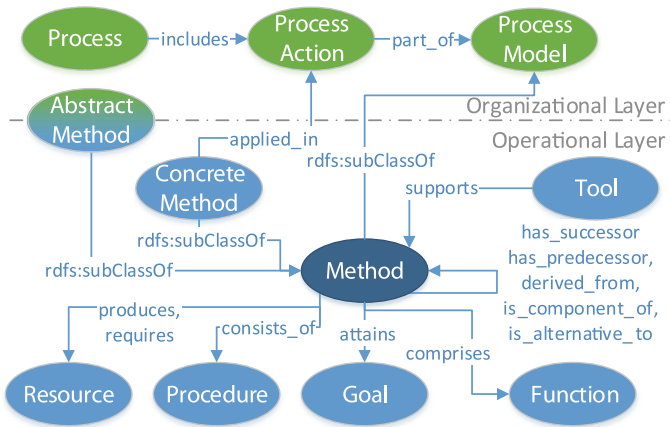 Process
includes
Process
Action
part_of
Process
Model
Organizational Layer
Abstract
Method
applied_in
Operational Layer
rdfs:subClassOf
Concrete
Method
supports
Tool
rdfs:subClassOf
has_successor
has_predecessor,
derived_from,
is_component_of,
is_alternative_to
rdfs:subClassOf
Method
produces,
requires
consists_of
attains
comprises
Resource
Procedure
Goal
Function